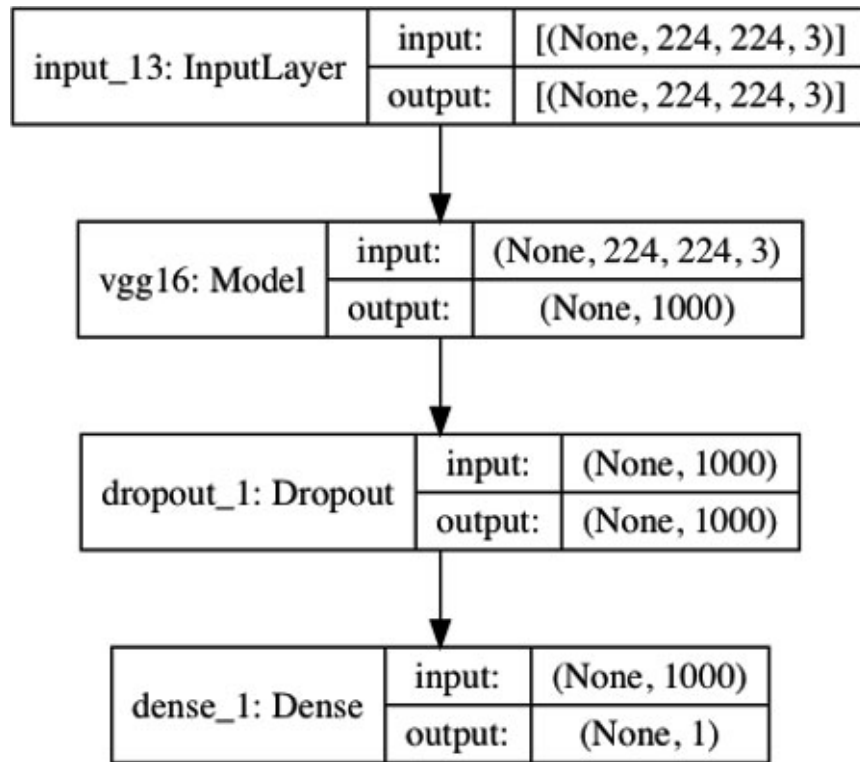 input_13: InputLayer
input: [(None, 224, 224, 3)]
output: [(None, 224, 224, 3)]
vgg16: Model
input: (None, 224, 224, 3)
output: (None, 1000)
dropout_1: Dropout
input: (None, 1000)
output: (None, 1000)
dense_1: Dense
input: (None, 1000)
output: (None, 1)